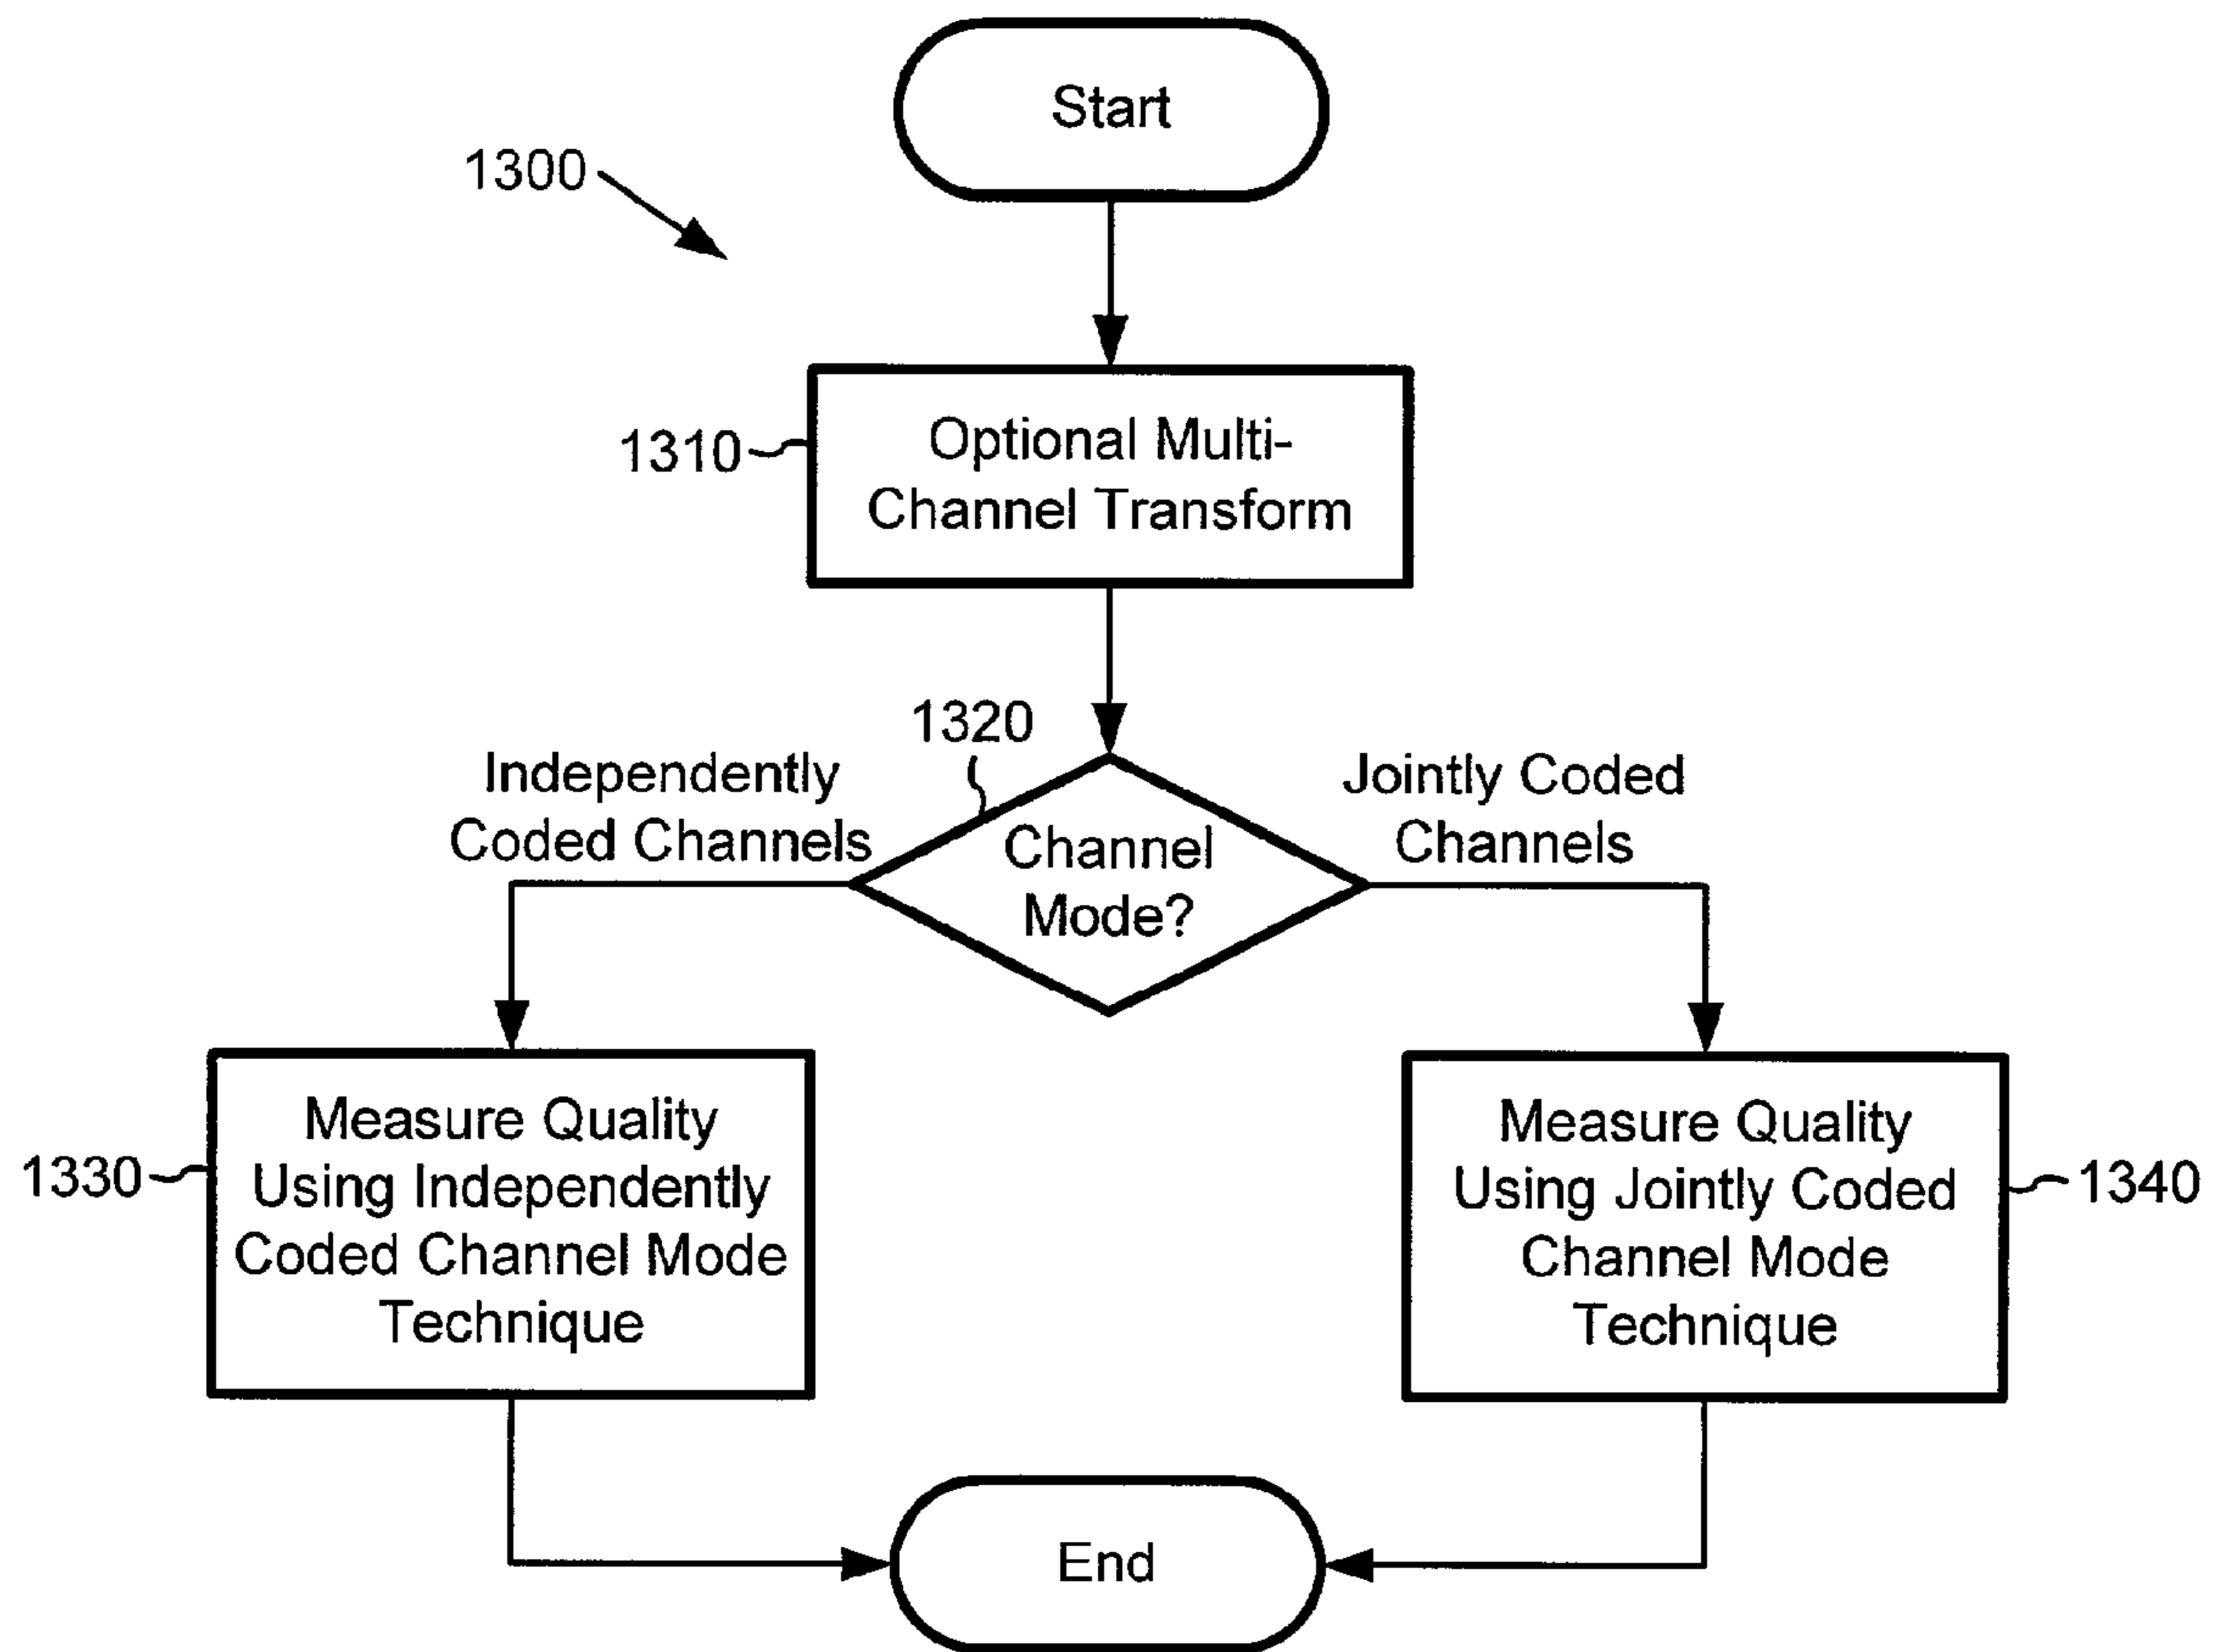 Start
1300
1310
Optional Multi-
Channel Transform
1320
Independently
Coded Channels
Channel
Mode?
Jointly Coded
Channels
1330
Measure Quality
Using Independently
Coded Channel Mode
Technique
Measure Quality
Using Jointly Coded
Channel Mode
Technique
1340
End